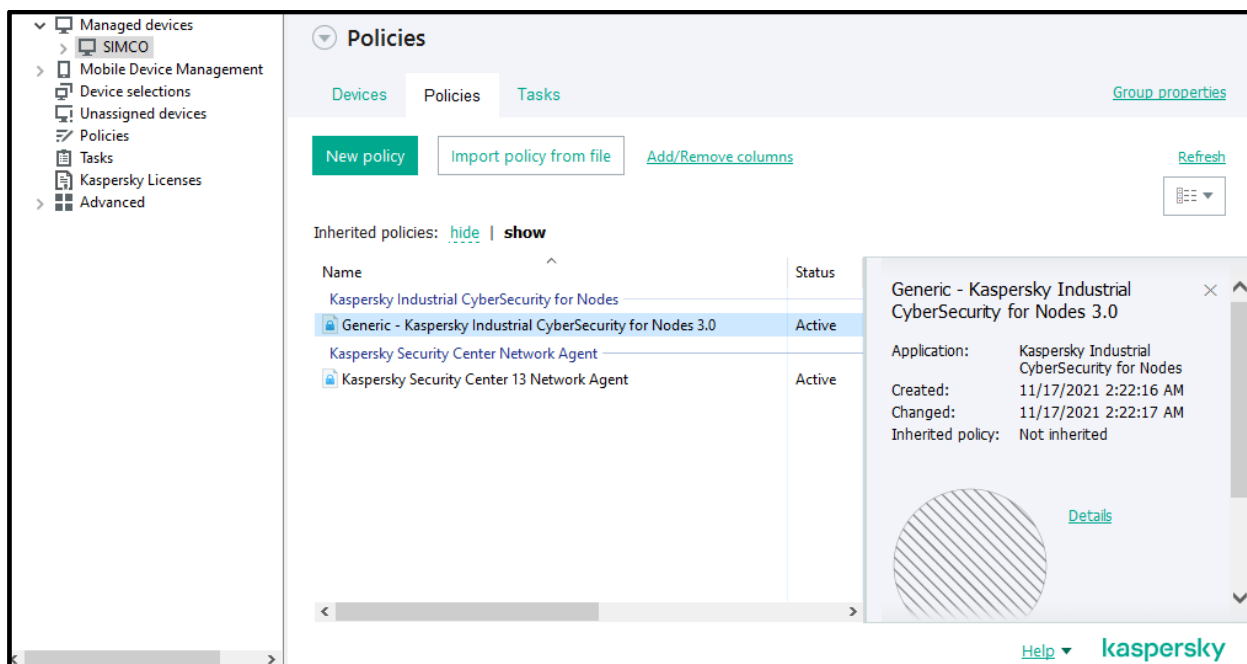 Managed devices
SIMCO
Mobile Device Management
Device selections
Unassigned devices
Policies
Tasks
Kaspersky Licenses
Advanced
Policies
Devices
Policies
Tasks
Group properties
New policy
Import policy from file
Add/Remove columns
Refresh
Inherited policies: hide | show
Name
Status
Kaspersky Industrial CyberSecurity for Nodes
Generic - Kaspersky Industrial CyberSecurity for Nodes 3.0
Active
Kaspersky Security Center Network Agent
Kaspersky Security Center 13 Network Agent
Active
Generic - Kaspersky Industrial
CyberSecurity for Nodes 3.0
Application: Kaspersky Industrial
CyberSecurity for Nodes
Created: 11/17/2021 2:22:16 AM
Changed: 11/17/2021 2:22:17 AM
Inherited policy: Not inherited
Details
Help
kaspersky